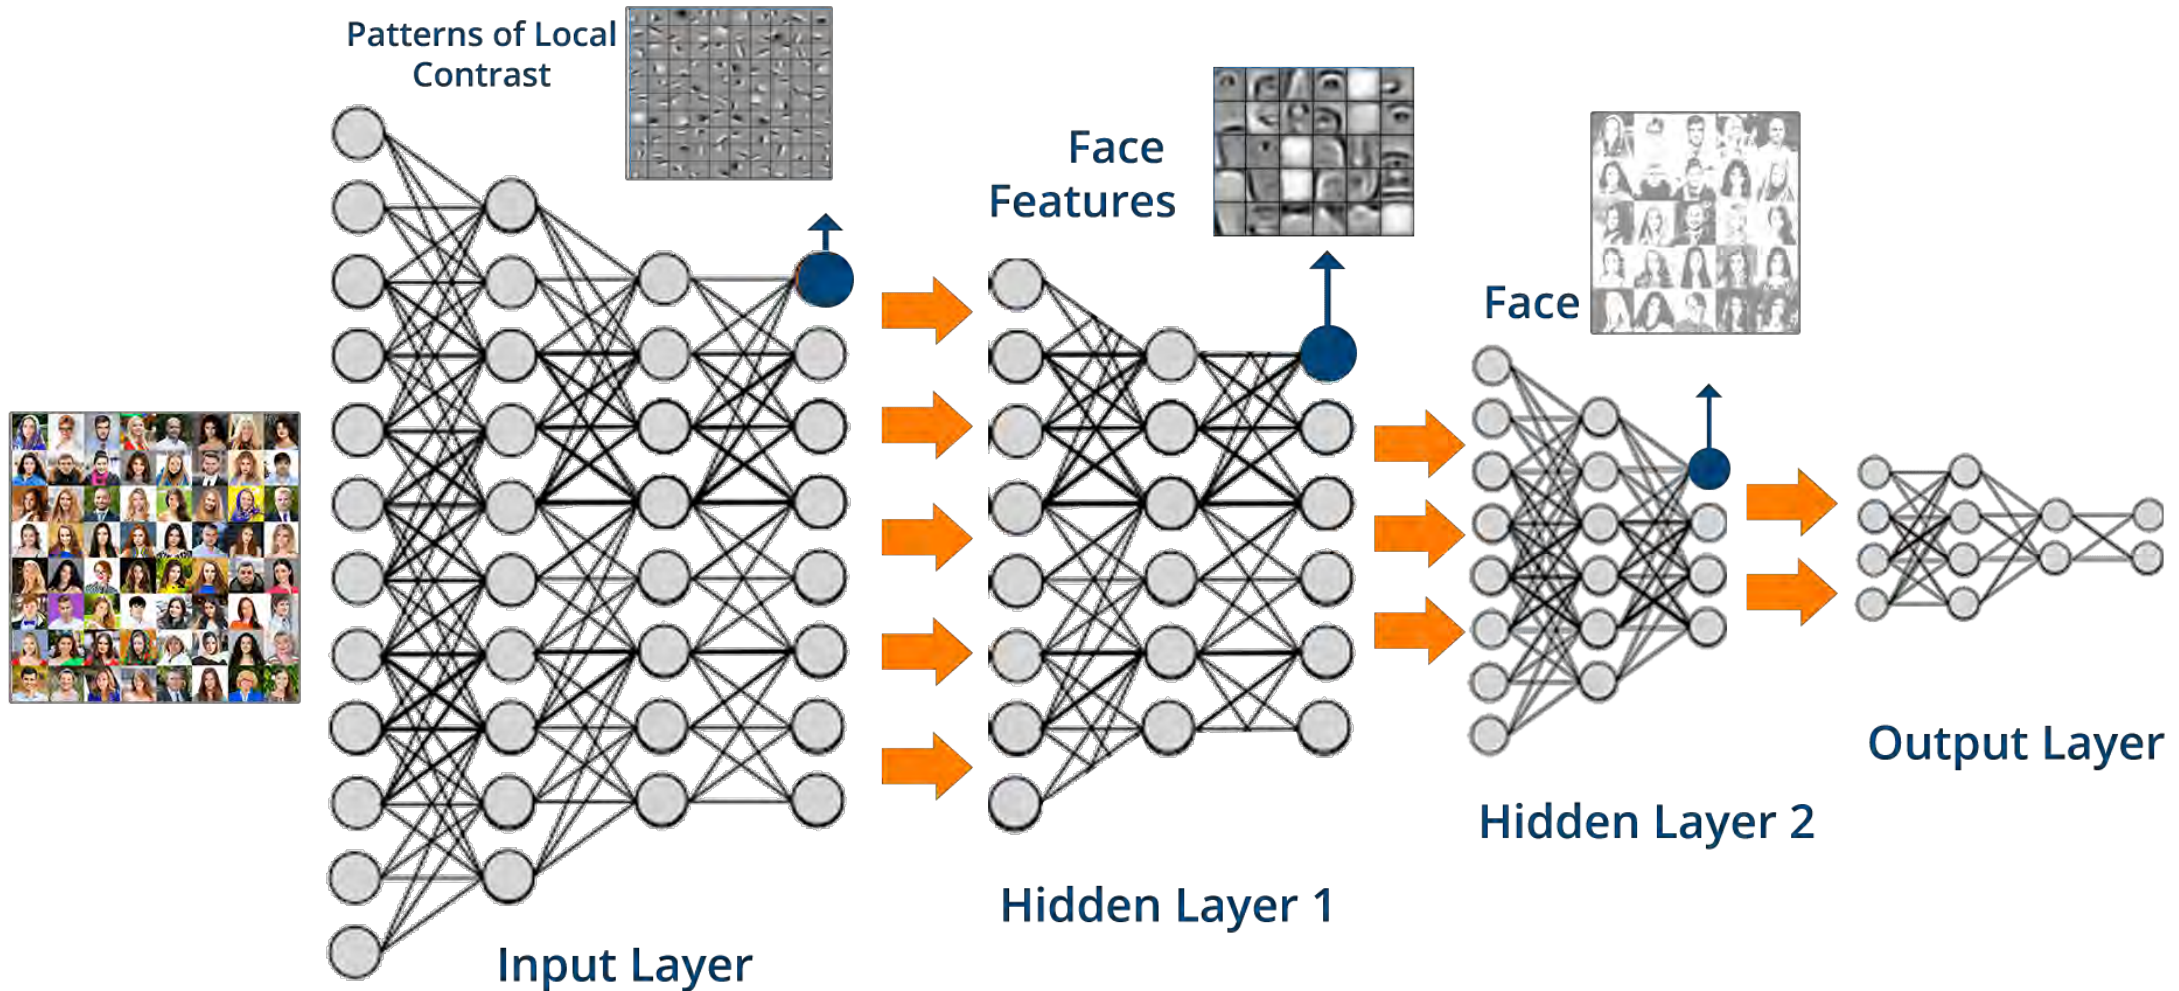 Patterns of Local
Contrast
Face
Features
Face
Input Layer
Hidden Layer 1
Hidden Layer 2
Output Layer